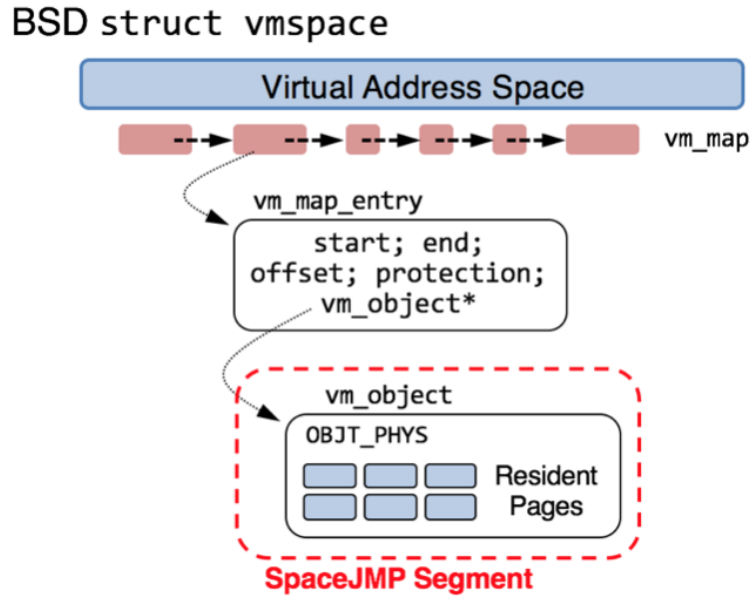 BSD struct vmspace
Virtual Address Space
vm_map
vm_map_entry
start; end;
offset; protection;
vm_object*
vm_object
OBJT_PHYS
Resident
Pages
SpaceJMP Segment